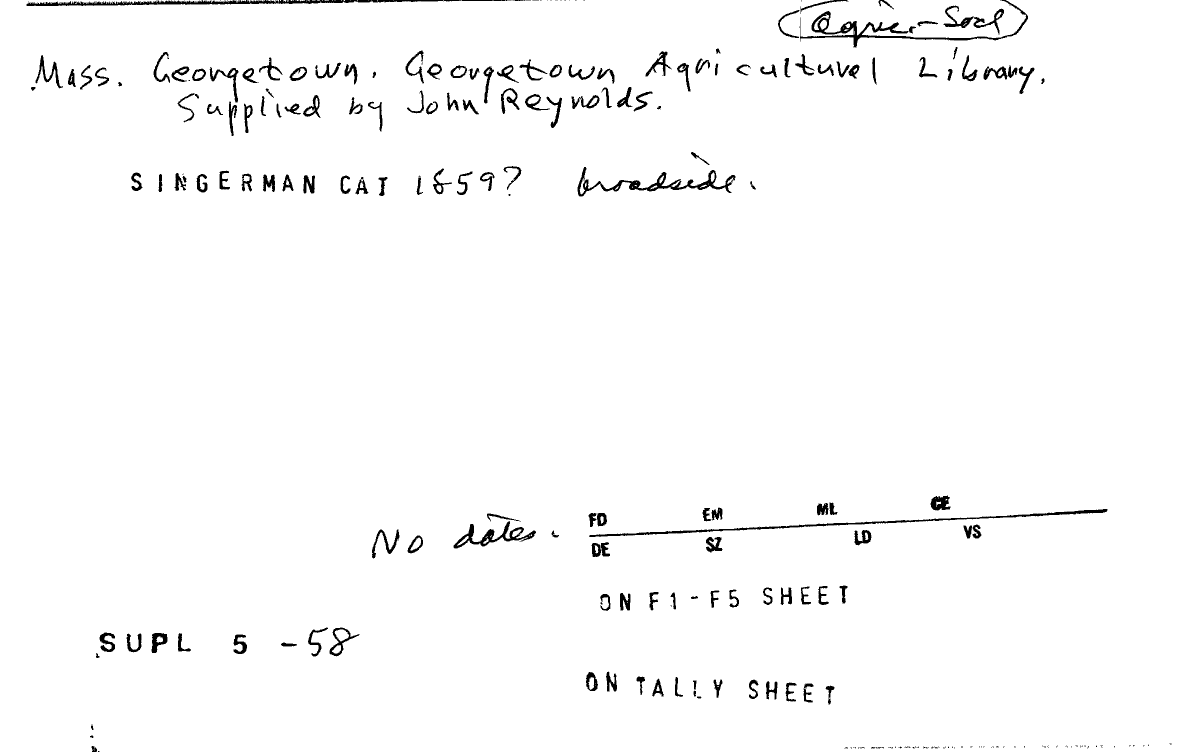 Agric.-Socl
Mass. Georgetown. Georgetown Agricultural Library.
Supplied by John Reynolds.
SINGERMAN CAT 1859? broadside.
No dates.
FD EM ML CE
DE SZ LD VS
ON F1-F5 SHEET
SUPL 5 -58
ON TALLY SHEET